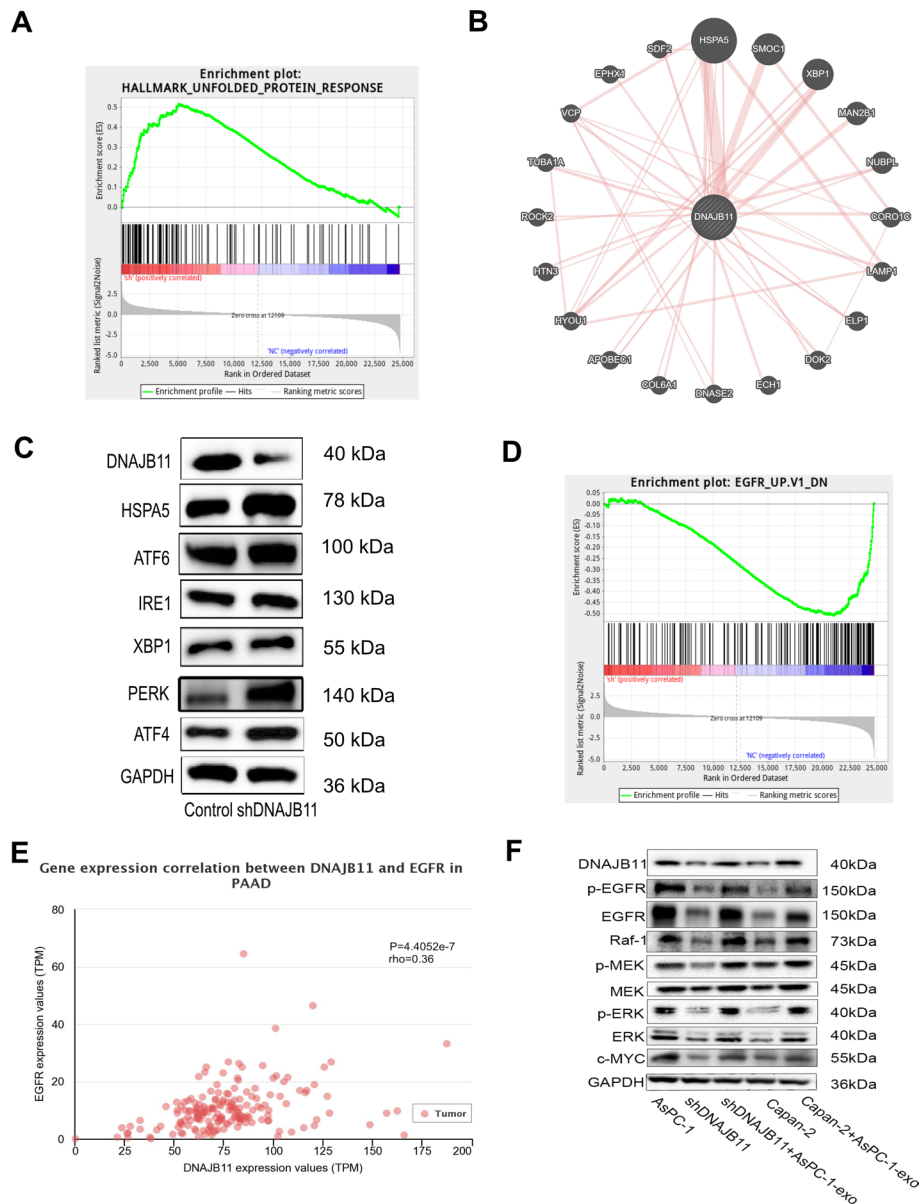 A
Enrichment plot:
HALLMARK_UNFOLDED_PROTEIN_RESPONSE
Enrichment score (ES)
0.5
0.4
0.3
0.2
0.1
0.0
'sh' (positively correlated)
Ranked list metric (Signal2Noise)
2.5
0.0
-2.5
-5.0
Zero cross at 12109
'NC' (negatively correlated)
0 2,500 5,000 7,500 10,000 12,500 15,000 17,500 20,000 22,500 25,000
Rank in Ordered Dataset
Enrichment profile Hits Ranking metric scores
B
HSPA5
SMOC1
XBP1
MAN2B1
NUBPL
CORO1C
LAMP1
ELP1
DOK2
ECH1
DNASE2
COL6A1
APOBEC1
HYOU1
HTN3
ROCK2
TUBA1A
VCP
EPHX1
SDF2
DNAJB11
C
DNAJB11 40 kDa
HSPA5 78 kDa
ATF6 100 kDa
IRE1 130 kDa
XBP1 55 kDa
PERK 140 kDa
ATF4 50 kDa
GAPDH 36 kDa
Control shDNAJB11
D
Enrichment plot: EGFR_UP.V1_DN
Enrichment score (ES)
0.05
0.00
-0.05
-0.10
-0.15
-0.20
-0.25
-0.30
-0.35
-0.40
-0.45
-0.50
'sh' (positively correlated)
Ranked list metric (Signal2Noise)
2.5
0.0
-2.5
-5.0
Zero cross at 12109
'NC' (negatively correlated)
0 2,500 5,000 7,500 10,000 12,500 15,000 17,500 20,000 22,500 25,000
Rank in Ordered Dataset
Enrichment profile Hits Ranking metric scores
E
Gene expression correlation between DNAJB11 and EGFR in
PAAD
EGFR expression values (TPM)
80
60
40
20
0
P=4.4052e-7
rho=0.36
Tumor
0 25 50 75 100 125 150 175 200
DNAJB11 expression values (TPM)
F
DNAJB11 40kDa
p-EGFR 150kDa
EGFR 150kDa
Raf-1 73kDa
p-MEK 45kDa
MEK 45kDa
p-ERK 40kDa
ERK 40kDa
c-MYC 55kDa
GAPDH 36kDa
AsPC-1
shDNAJB11
shDNAJB11+AsPC-1-exo
Capan-2
Capan-2+AsPC-1-exo